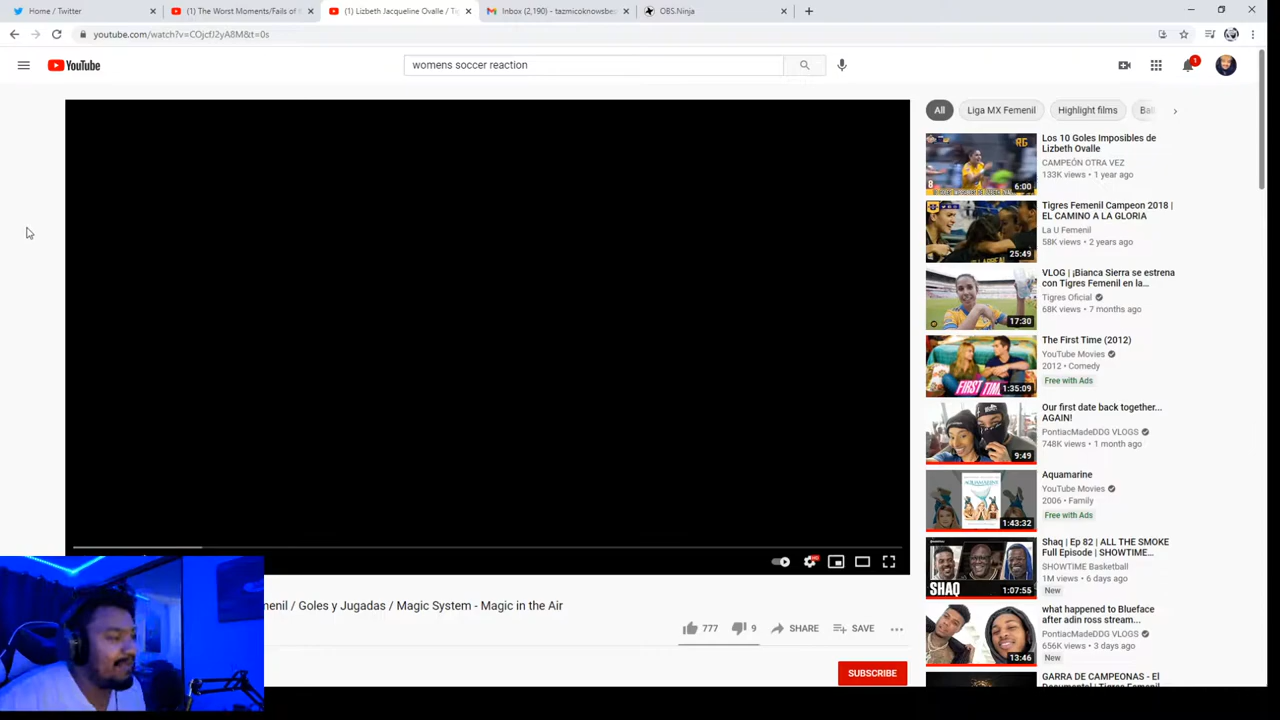 Home / Twitter
(1) The Worst Moments/Fails of
(1) Lizbeth Jacqueline Ovalle / Ti
Inbox (2,190) - tazmicoknowsbe
OBS.Ninja
youtube.com/watch?v=COjcfJ2yA8M&t=0s
YouTube
womens soccer reaction
1
All
Liga MX Femenil
Highlight films
Los 10 Goles Imposibles de
Lizbeth Ovalle
CAMPEÓN OTRA VEZ
133K views • 1 year ago
8
6:00
Tigres Femenil Campeon 2018 |
EL CAMINO A LA GLORIA
La U Femenil
58K views • 2 years ago
25:49
VLOG | ¡Bianca Sierra se estrena
con Tigres Femenil en la...
Tigres Oficial
68K views • 7 months ago
17:30
The First Time (2012)
YouTube Movies
2012 • Comedy
Free with Ads
FIRST TIME
1:35:09
Our first date back together...
AGAIN!
PontiacMadeDDG VLOGS
748K views • 1 month ago
9:49
Aquamarine
YouTube Movies
2006 • Family
Free with Ads
AQUAMARINE
1:43:32
Shaq | Ep 82 | ALL THE SMOKE
Full Episode | SHOWTIME...
SHOWTIME Basketball
1M views • 6 days ago
New
SHAQ
1:07:55
what happened to Blueface
after adin ross stream...
PontiacMadeDDG VLOGS
656K views • 3 days ago
New
13:46
GARRA DE CAMPEONAS - El
enil / Goles y Jugadas / Magic System - Magic in the Air
777
9
SHARE
SAVE
SUBSCRIBE